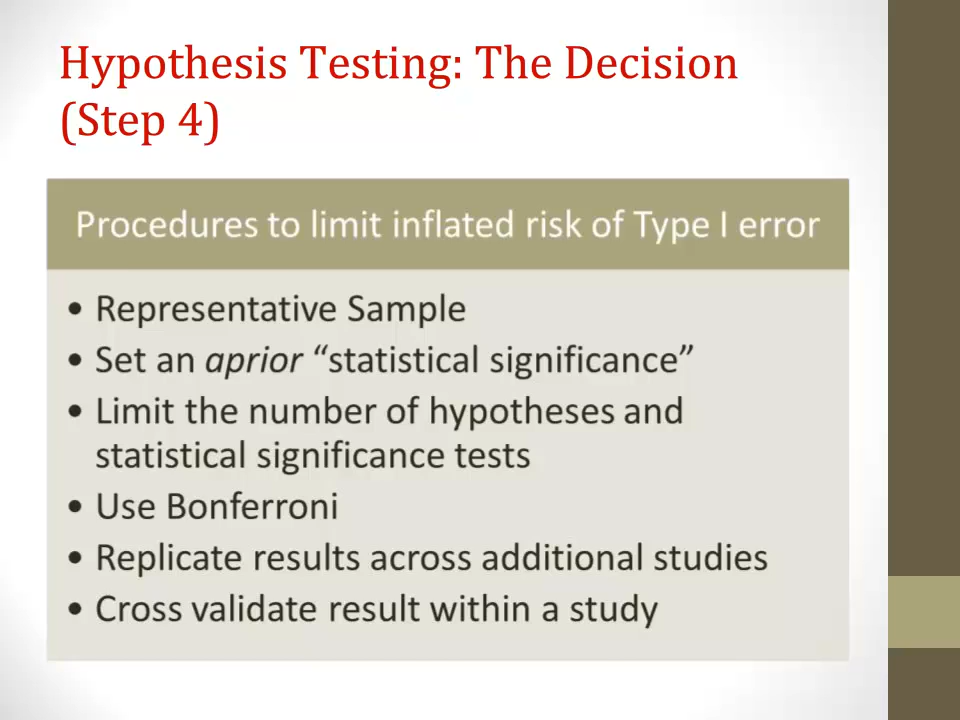 Hypothesis Testing: The Decision
(Step 4)
Procedures to limit inflated risk of Type I error
• Representative Sample
• Set an aprior “statistical significance”
• Limit the number of hypotheses and
statistical significance tests
• Use Bonferroni
• Replicate results across additional studies
• Cross validate result within a study